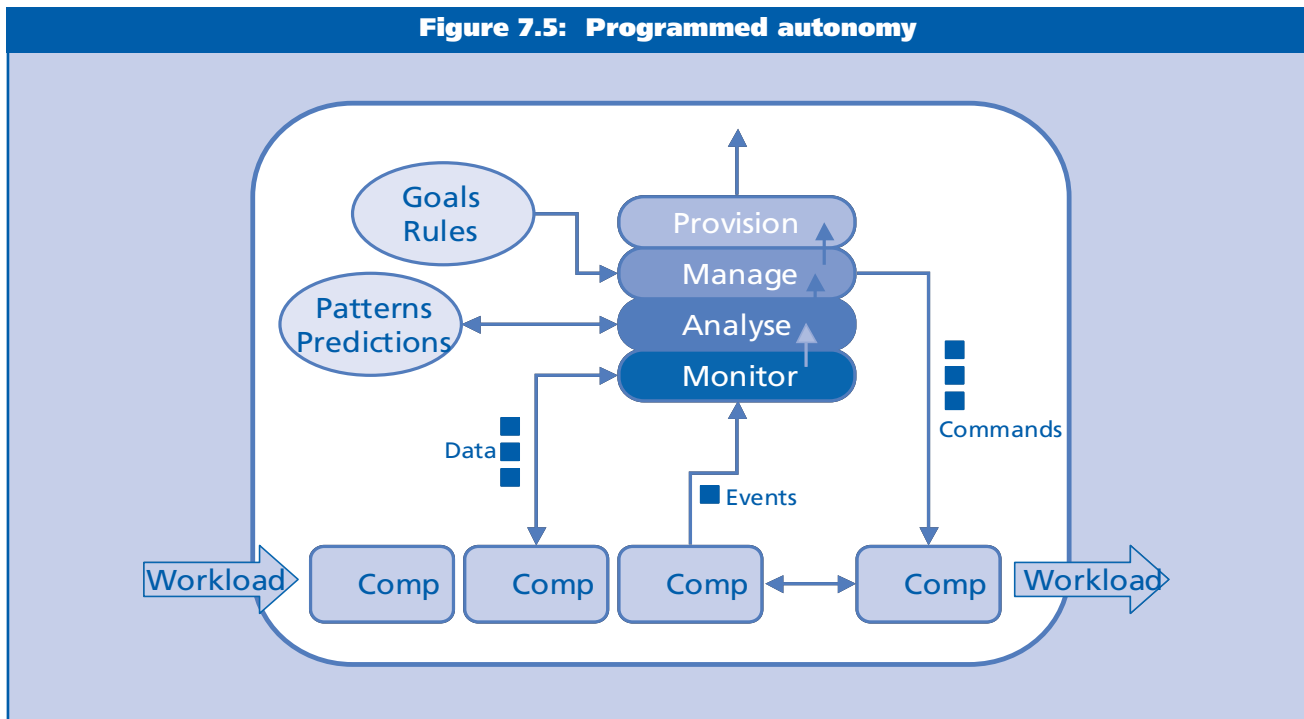 Figure 7.5: Programmed autonomy
Goals
Rules
Provision
Manage
Patterns
Predictions
Analyse
Monitor
Data
Commands
Events
Workload
Comp
Comp
Comp
Comp
Workload